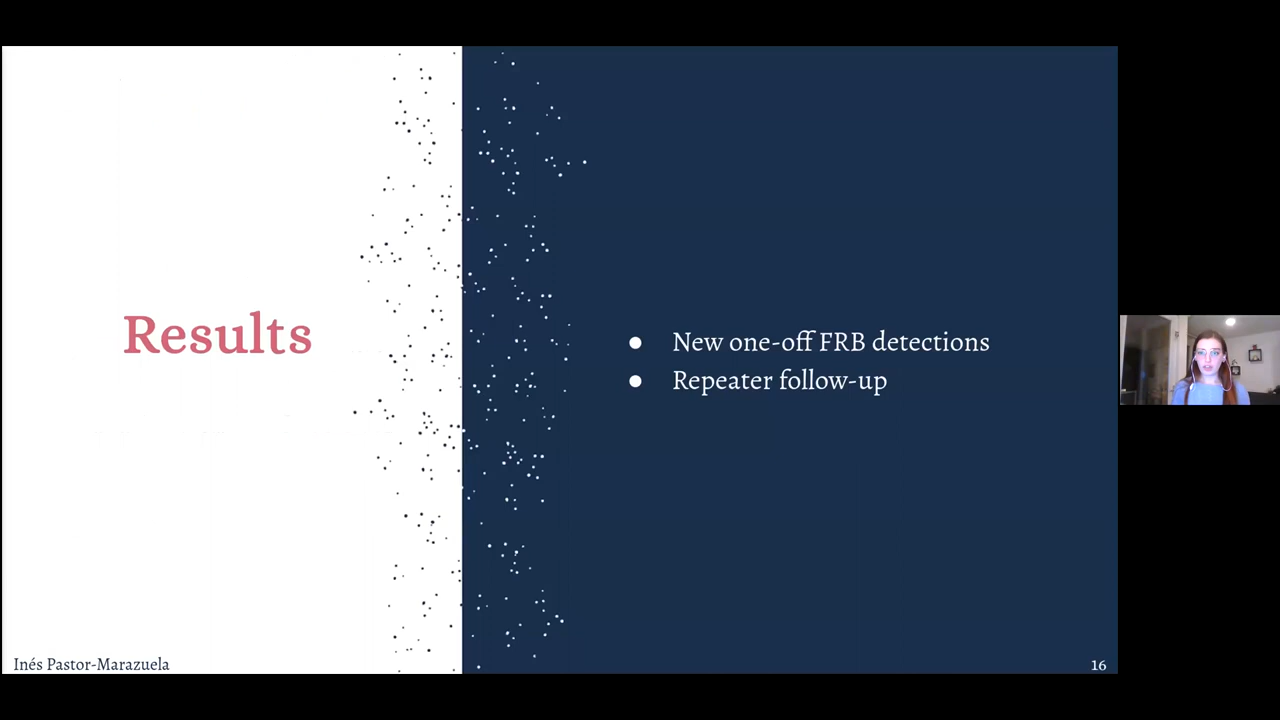 Results
● New one-off FRB detections
● Repeater follow-up
Inés Pastor-Marazuela
16